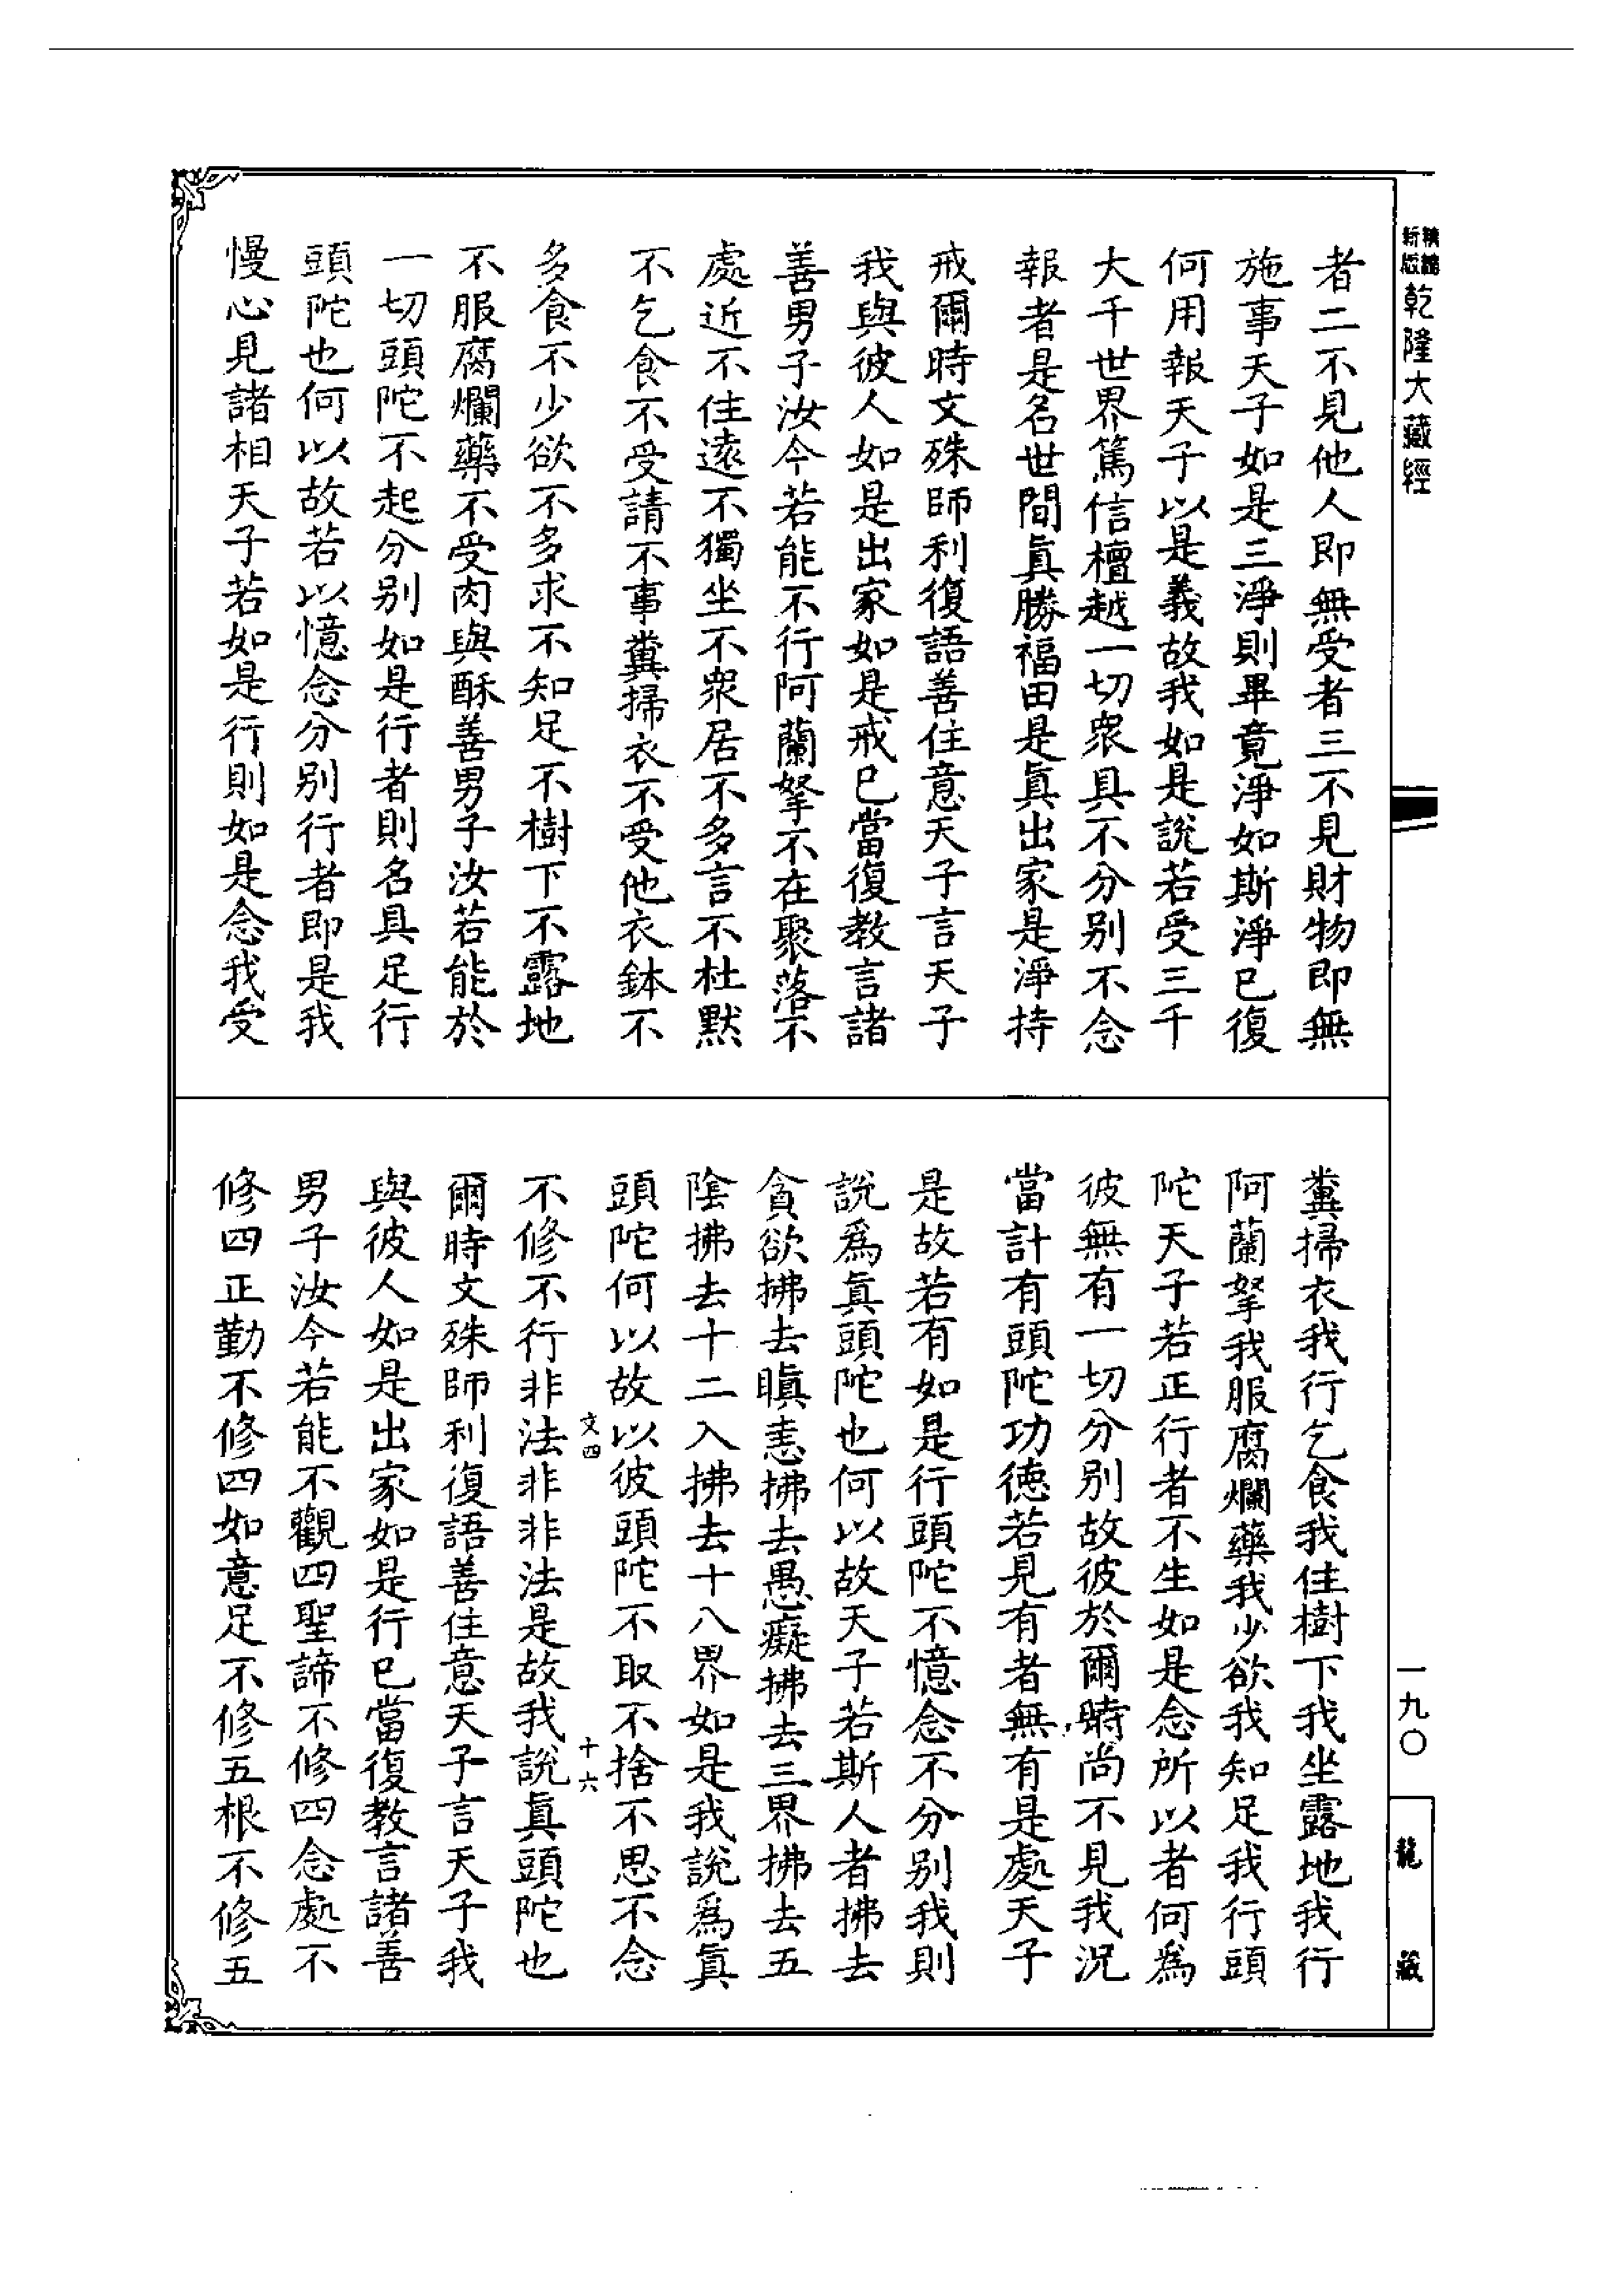 精編新版乾隆大藏經
者二不見他人即無受者三不見財物即無
施事天子如是三淨則畢竟淨如斯淨已復
何用報天子以是義故我如是說若受三千
大千世界篤信檀越一切衆具不分別不念
報者是名世間眞勝福田是眞出家是淨持
戒爾時文殊師利復語善住意天子言天子
我與彼人如是出家如是戒已當復教言諸
善男子汝今若能不行阿蘭拏不在聚落不
處近不住遠不獨坐不衆居不多言不杜默
不乞食不受請不事糞掃衣不受他衣鉢不
多食不少欲不多求不知足不樹下不露地
不服腐爛藥不受肉與酥善男子汝若能於
一切頭陀不起分別如是行者則名具足行
頭陀也何以故若以憶念分別行者即是我
慢心見諸相天子若如是行則如是念我受
糞掃衣我行乞食我住樹下我坐露地我行
阿蘭拏我服腐爛藥我少欲我知足我行頭
陀天子若正行者不生如是念所以者何爲
彼無有一切分別故彼於爾時尚不見我況
當計有頭陀功德若見有者無有是處天子
是故若有如是行頭陀不憶念不分別我則
說爲眞頭陀也何以故天子若斯人者拂去
貪欲拂去瞋恚拂去愚癡拂去三界拂去五
陰拂去十二入拂去十八界如是我說爲眞
頭陀何以故以彼頭陀不取不捨不思不念
文四 十六
不修不行非法非非法是故我說眞頭陀也
爾時文殊師利復語善住意天子言天子我
與彼人如是出家如是行已當復教言諸善
男子汝今若能不觀四聖諦不修四念處不
修四正勤不修四如意足不修五根不修五
一九〇
龍藏